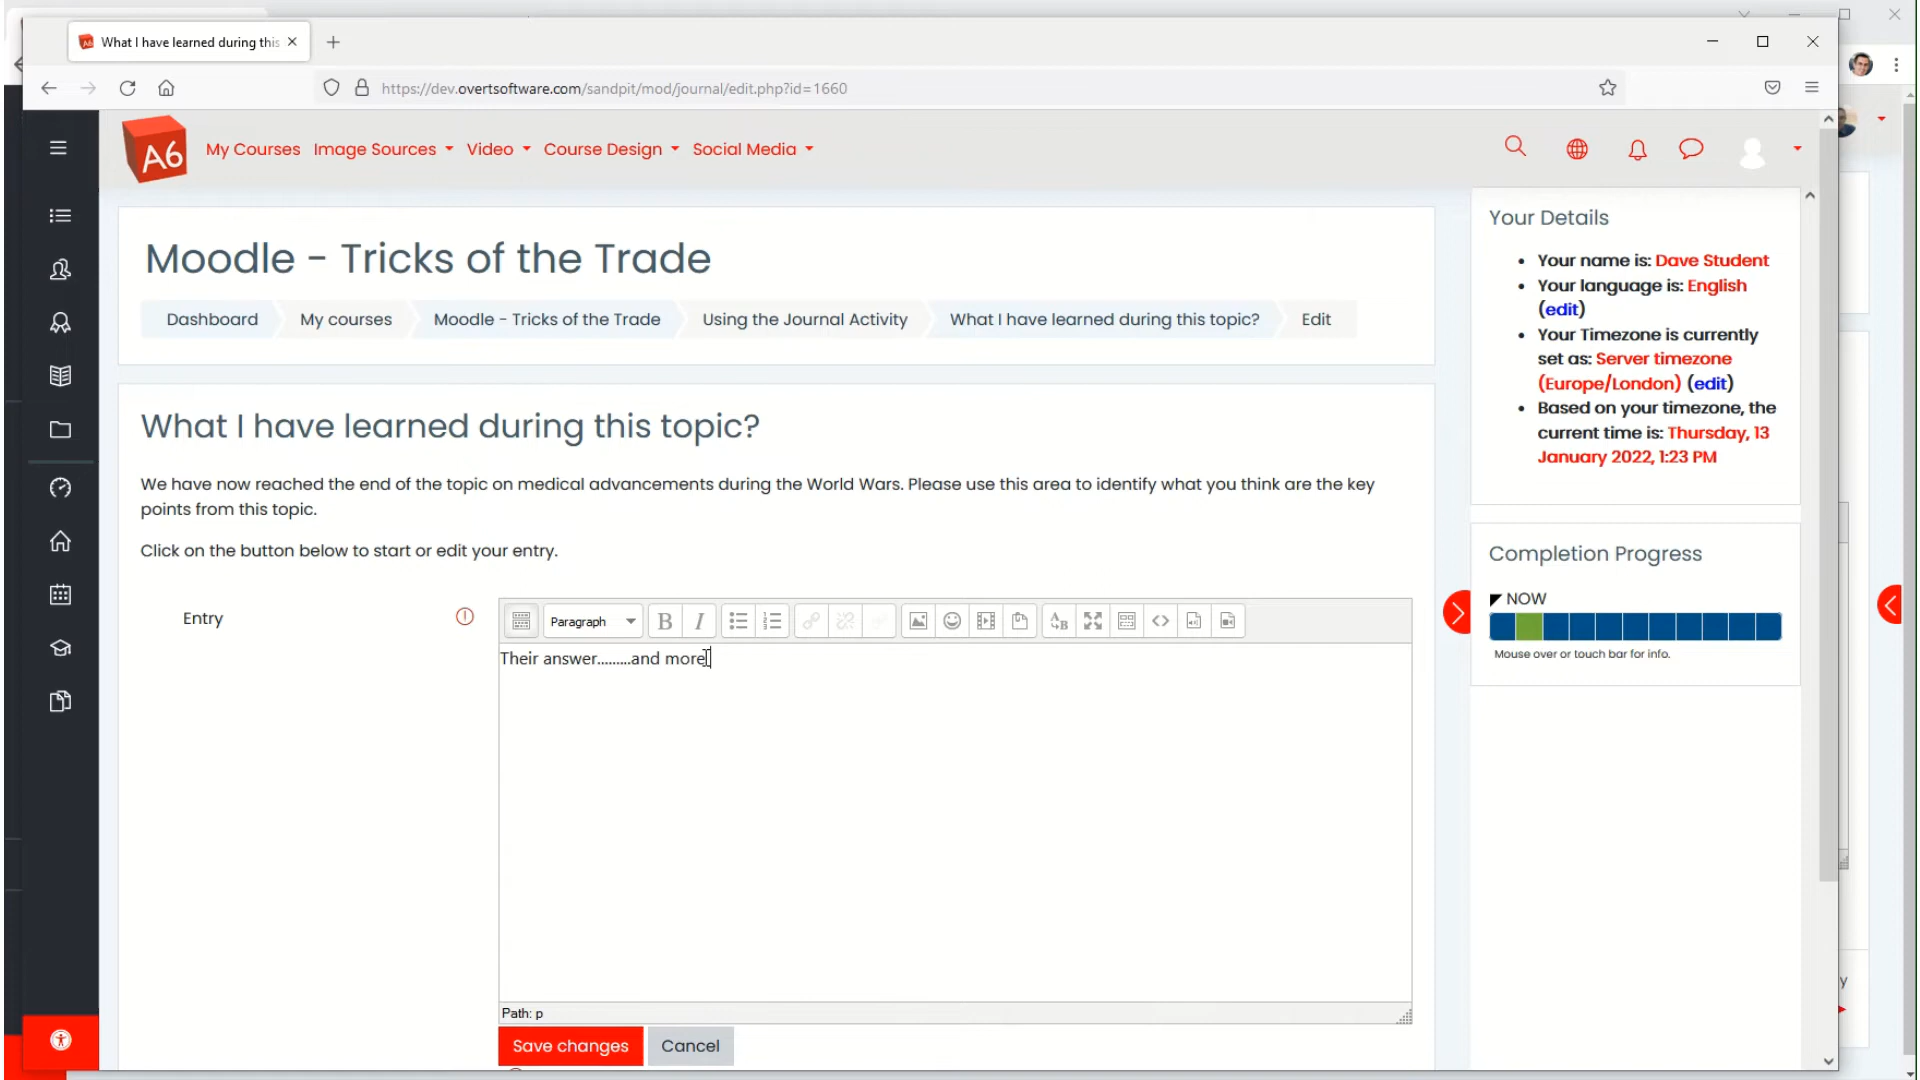 What I have learned during this
https://dev.overtsoftware.com/sandpit/mod/journal/edit.php?id=1660
A6
My Courses Image Sources Video Course Design Social Media
Moodle - Tricks of the Trade
Dashboard My courses Moodle - Tricks of the Trade Using the Journal Activity What I have learned during this topic? Edit
What I have learned during this topic?
We have now reached the end of the topic on medical advancements during the World Wars. Please use this area to identify what you think are the key
points from this topic.
Click on the button below to start or edit your entry.
Entry
Paragraph B I
Their answer.........and more
Path: p
Save changes Cancel
Your Details
Your name is: Dave Student
Your language is: English
(edit)
Your Timezone is currently
set as: Server timezone
(Europe/London) (edit)
Based on your timezone, the
current time is: Thursday, 13
January 2022, 1:23 PM
Completion Progress
NOW
Mouse over or touch bar for info.
y